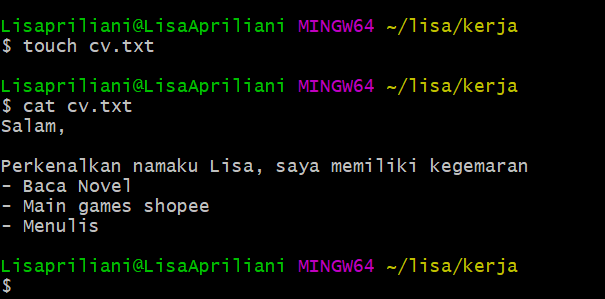 Lisapriliani@LisaApriliani MINGW64 ~/lisa/kerja
$ touch cv.txt
Lisapriliani@LisaApriliani MINGW64 ~/lisa/kerja
$ cat cv.txt
Salam,
Perkenalkan namaku Lisa, saya memiliki kegemaran
- Baca Novel
- Main games shopee
- Menulis
Lisapriliani@LisaApriliani MINGW64 ~/lisa/kerja
$